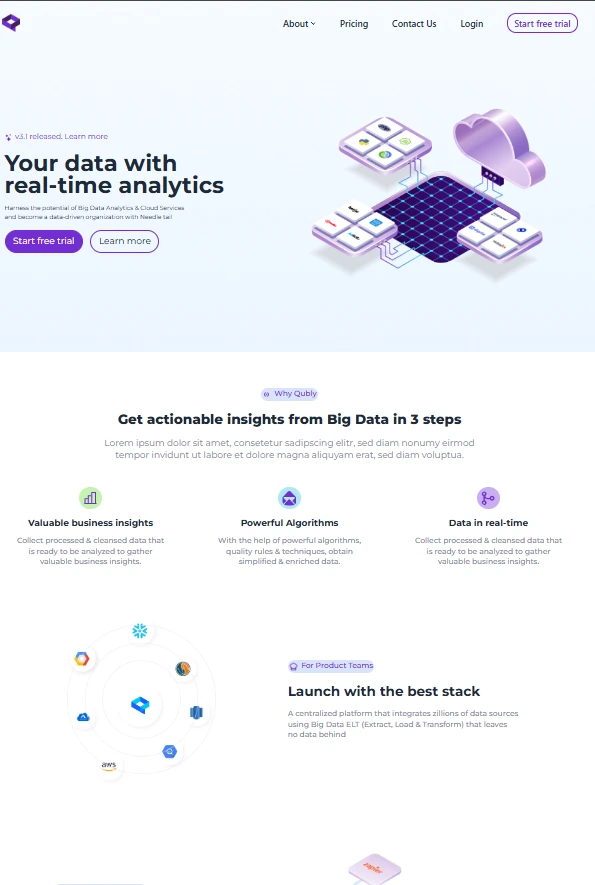 About Pricing Contact Us Login Start free trial
v3.1 released. Learn more
Your data with
real-time analytics
Harness the potential of Big Data Analytics & Cloud Services
and become a data-driven organization with Needle tail
Start free trial Learn more
Why Qubly
Get actionable insights from Big Data in 3 steps
Lorem ipsum dolor sit amet, consetetur sadipscing elitr, sed diam nonumy eirmod
tempor invidunt ut labore et dolore magna aliquyam erat, sed diam voluptua.
Valuable business insights
Collect processed & cleansed data that
is ready to be analyzed to gather
valuable business insights.
Powerful Algorithms
With the help of powerful algorithms,
quality rules & techniques, obtain
simplified & enriched data.
Data in real-time
Collect processed & cleansed data that
is ready to be analyzed to gather
valuable business insights.
aws
For Product Teams
Launch with the best stack
A centralized platform that integrates zillions of data sources
using Big Data ELT (Extract, Load & Transform) that leaves
no data behind
zapier